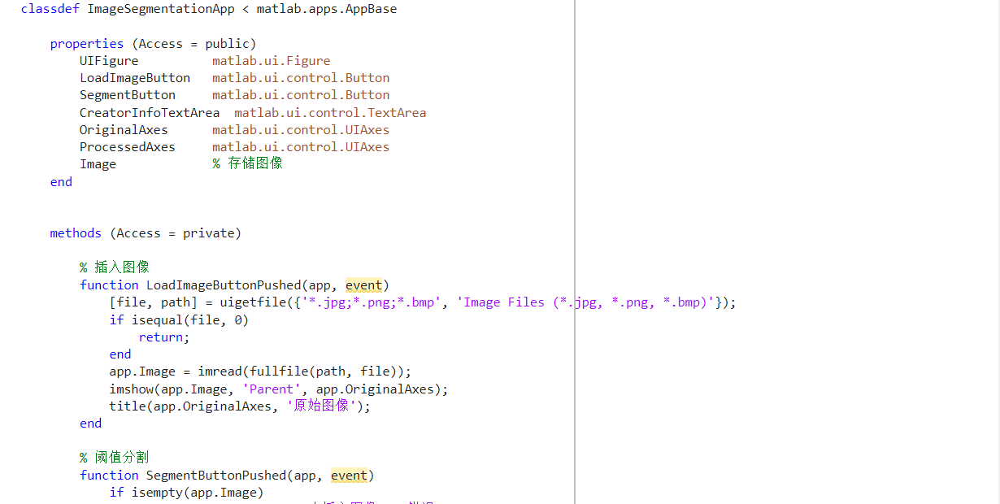 classdef ImageSegmentationApp < matlab.apps.AppBase
properties (Access = public)
UIFigure matlab.ui.Figure
LoadImageButton matlab.ui.control.Button
SegmentButton matlab.ui.control.Button
CreatorInfoTextArea matlab.ui.control.TextArea
OriginalAxes matlab.ui.control.UIAxes
ProcessedAxes matlab.ui.control.UIAxes
Image % 存储图像
end
methods (Access = private)
% 插入图像
function LoadImageButtonPushed(app, event)
[file, path] = uigetfile({'*.jpg;*.png;*.bmp', 'Image Files (*.jpg, *.png, *.bmp)'});
if isequal(file, 0)
return;
end
app.Image = imread(fullfile(path, file));
imshow(app.Image, 'Parent', app.OriginalAxes);
title(app.OriginalAxes, '原始图像');
end
% 阈值分割
function SegmentButtonPushed(app, event)
if isempty(app.Image)